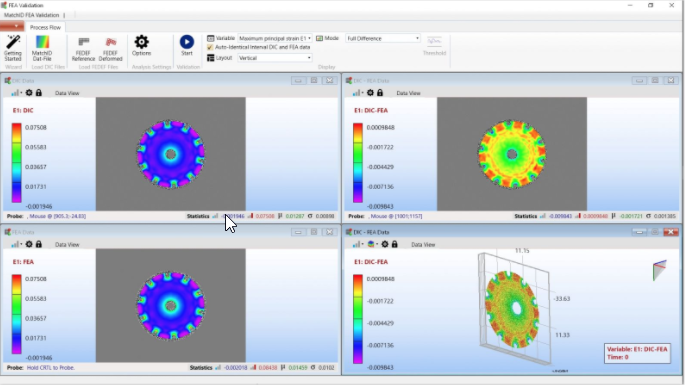 FEA Validation
MatchID FEA Validation
Process Flow
Getting Started
MatchID Dat-File
FEDEF Reference
FEDEF Deformed
Options
Start
Variable Maximum principal strain E1
Mode Full Difference
Auto-Identical Internal DIC and FEA data
Layout Vertical
Threshold
Wizard
Load DIC Files
Load FEDEF Files
Analysis Settings
Validation
Display
DIC Data
Data View
E1: DIC
0.07508
0.05583
0.03657
0.01731
-0.001946
Probe: , Mouse @ [905.3;-24.03]
Statistics -0.001946 0.07508 μ 0.01287 σ 0.00898
DIC - FEA Data
Data View
E1: DIC-FEA
0.0009848
-0.001722
-0.004429
-0.007136
-0.009843
Probe: , Mouse @ [1001;1157]
Statistics -0.009843 0.0009848 μ -0.001721 σ 0.001385
FEA Data
Data View
E1: FEA
0.07508
0.05583
0.03657
0.01731
-0.001946
Probe: Hold CRTL to Probe.
Statistics -0.002018 0.08438 μ 0.01459 σ 0.0102
DIC - FEA Data
Data View
E1: DIC-FEA
0.0009848
-0.001722
-0.004429
-0.007136
-0.009843
11.15
-33.63
11.33
Variable: E1: DIC-FEA
Time: 0